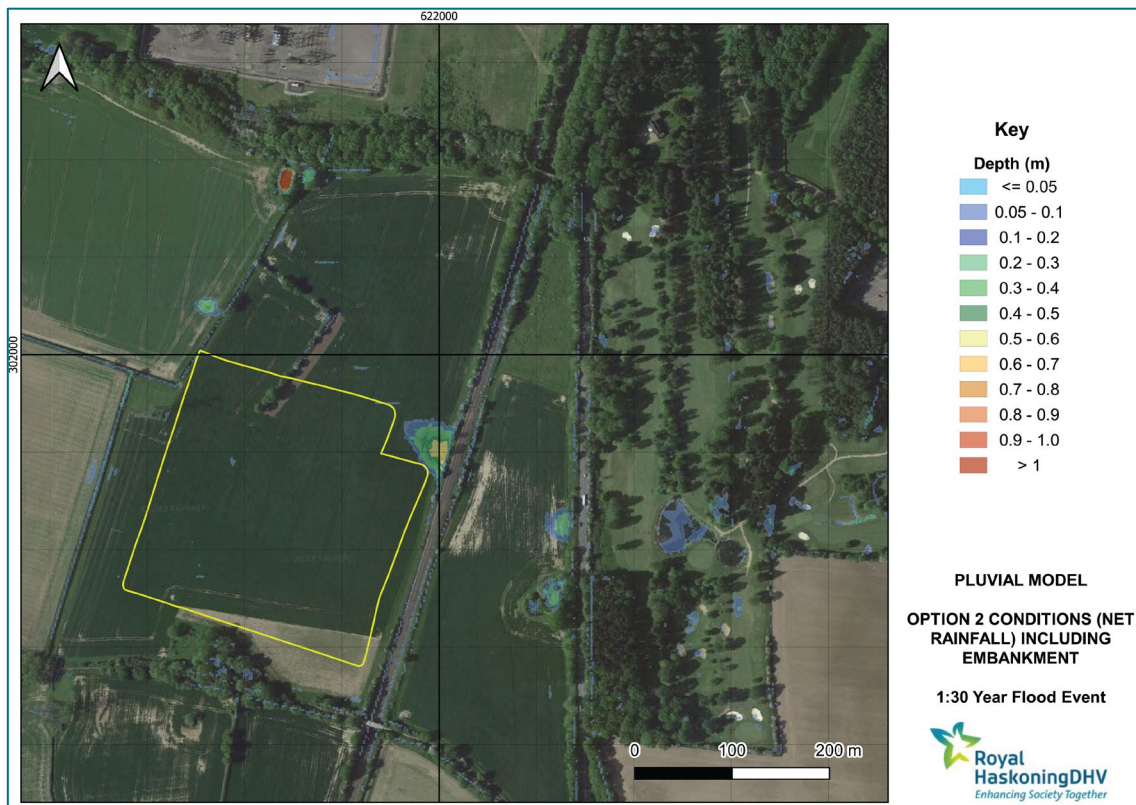 622000
302000
Key
Depth (m)
<= 0.05
0.05 - 0.1
0.1 - 0.2
0.2 - 0.3
0.3 - 0.4
0.4 - 0.5
0.5 - 0.6
0.6 - 0.7
0.7 - 0.8
0.8 - 0.9
0.9 - 1.0
> 1
PLUVIAL MODEL
OPTION 2 CONDITIONS (NET
RAINFALL) INCLUDING
EMBANKMENT
1:30 Year Flood Event
0 100 200 m
Royal
HaskoningDHV
Enhancing Society Together